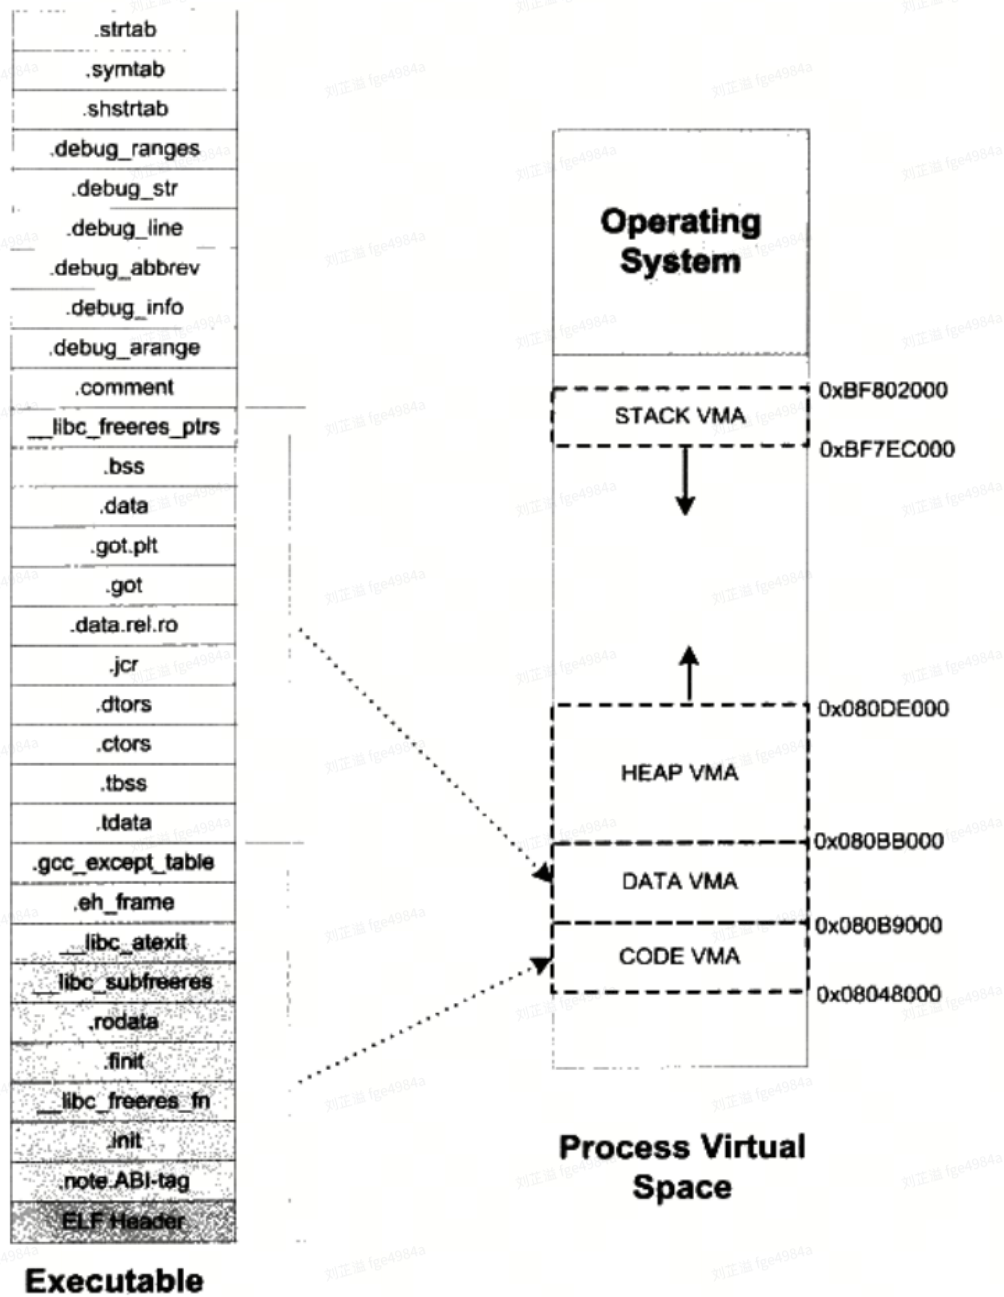 .strtab
.symtab
.shstrtab
.debug_ranges
.debug_str
.debug_line
.debug_abbrev
.debug_info
.debug_arange
.comment
__libc_freeres_ptrs
.bss
.data
.got.plt
.got
.data.rel.ro
.jcr
.dtors
.ctors
.tbss
.tdata
.gcc_except_table
.eh_frame
__libc_atexit
__libc_subfreeres
.rodata
.finit
__libc_freeres_fn
.init
.note.ABI-tag
ELF Header
Executable
Operating
System
0xBF802000
STACK VMA
0xBF7EC000
0x080DE000
HEAP VMA
0x080BB000
DATA VMA
0x080B9000
CODE VMA
0x08048000
Process Virtual
Space